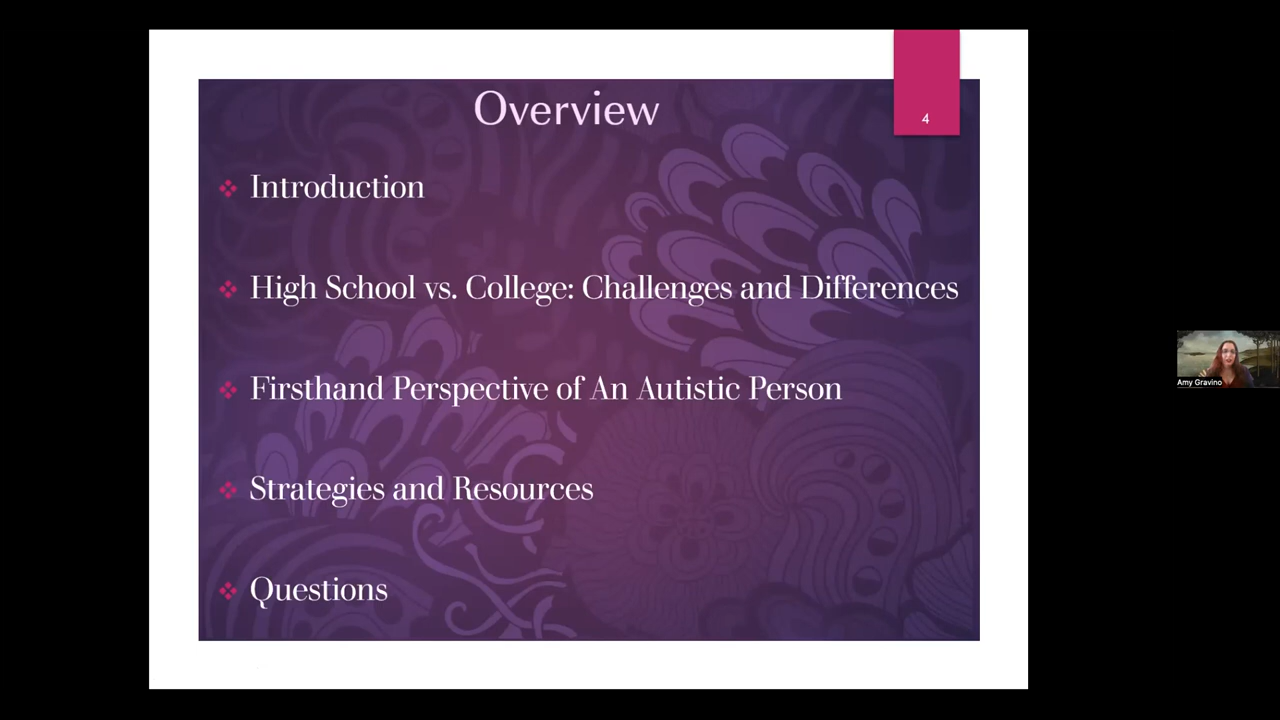 Overview
4
Introduction
High School vs. College: Challenges and Differences
Firsthand Perspective of An Autistic Person
Strategies and Resources
Questions
Amy Gravino